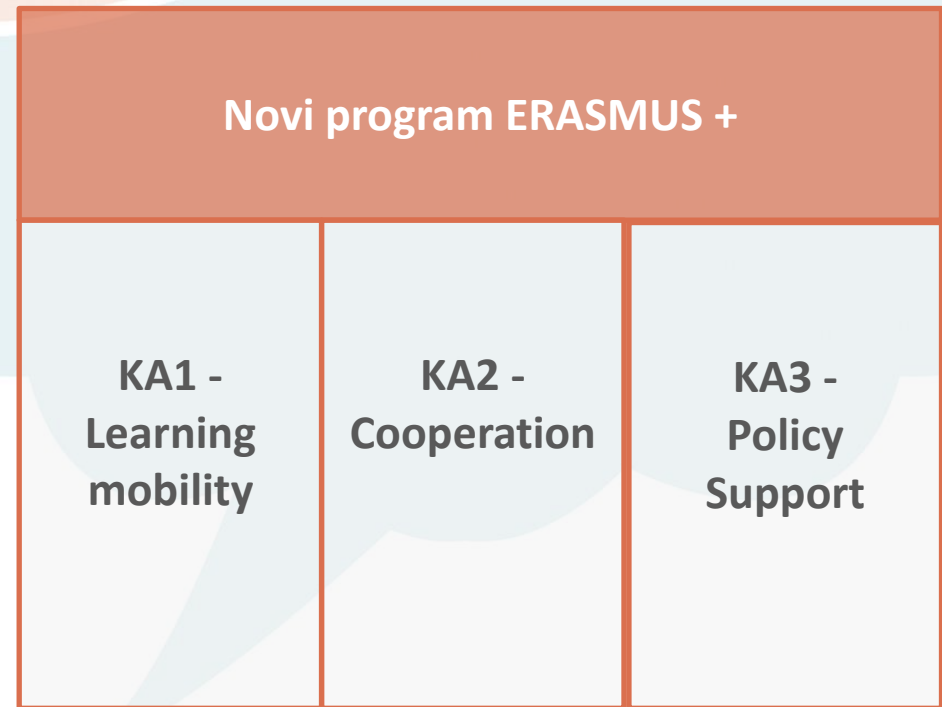 Novi program ERASMUS +
KA1 -
Learning
mobility
KA2 -
Cooperation
KA3 -
Policy
Support